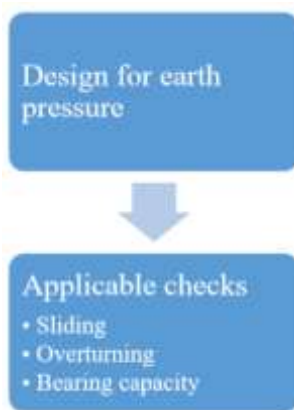 Design for earth
pressure
Applicable checks
• Sliding
• Overturning
• Bearing capacity